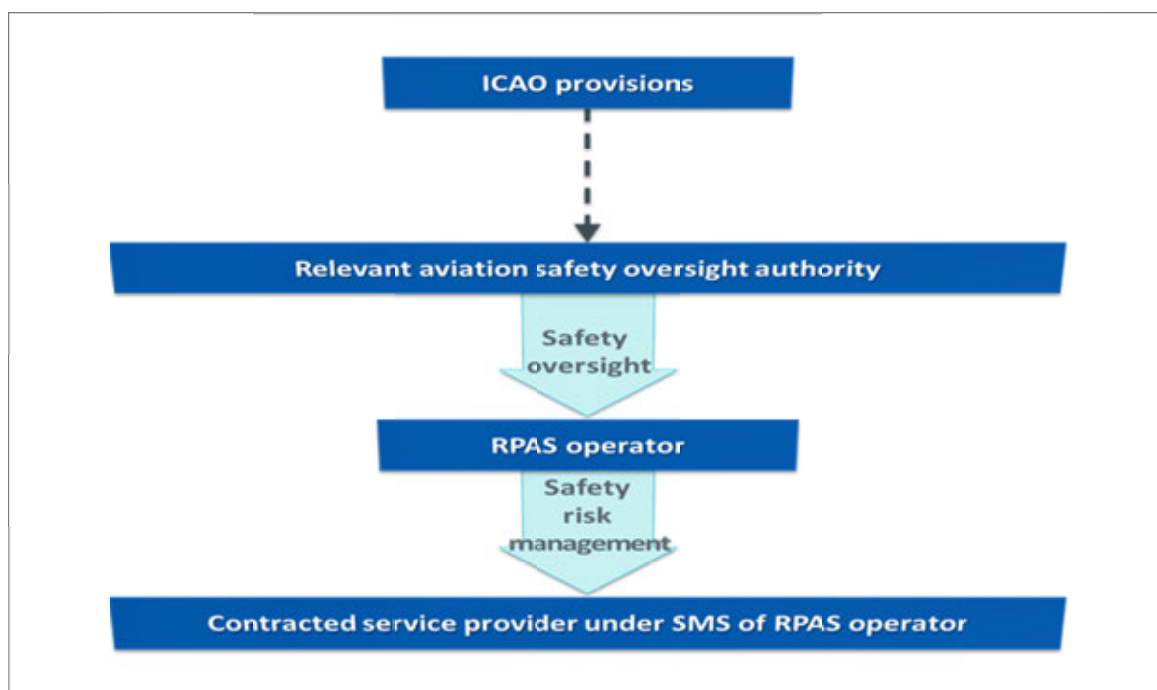 ICAO provisions
Relevant aviation safety oversight authority
Safety
oversight
RPAS operator
Safety
risk
management
Contracted service provider under SMS of RPAS operator